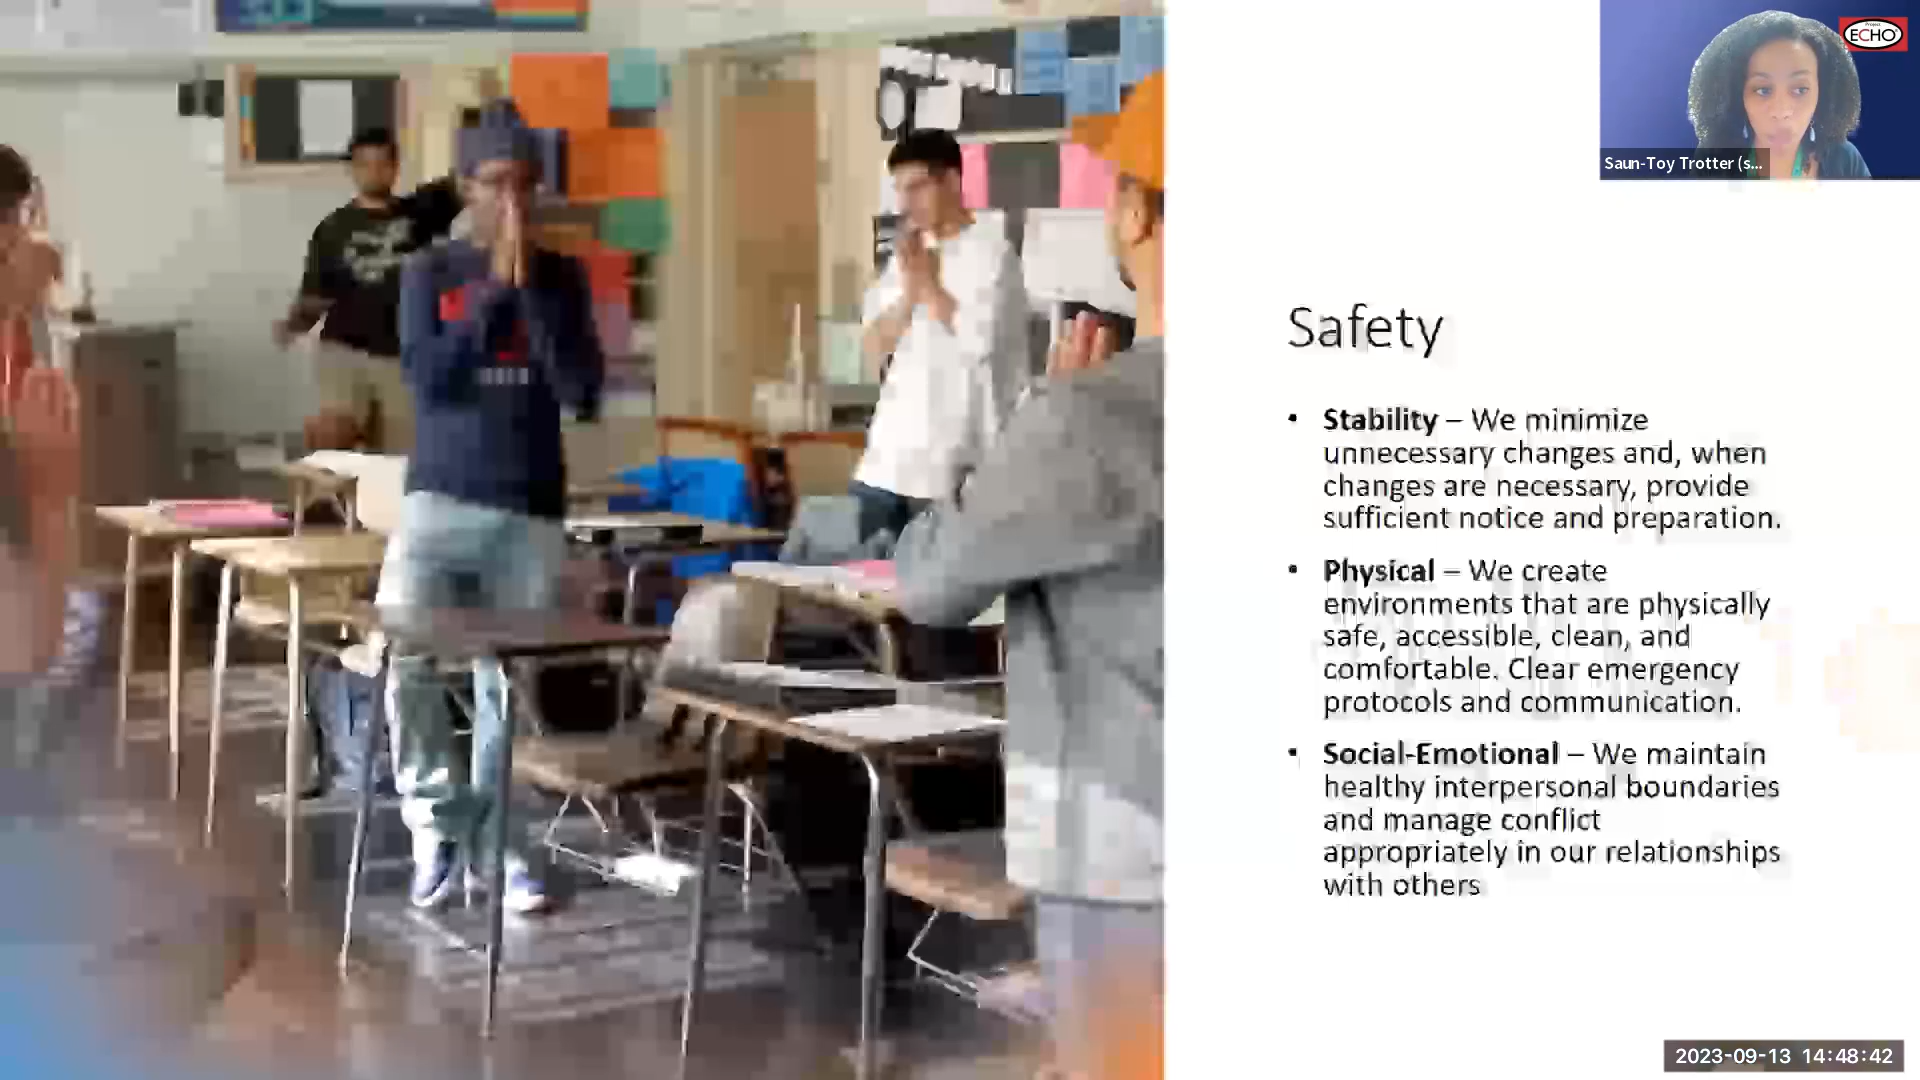 Project
ECHO
Saun-Toy Trotter (s...
Safety
• Stability – We minimize
unnecessary changes and, when
changes are necessary, provide
sufficient notice and preparation.
• Physical – We create
environments that are physically
safe, accessible, clean, and
comfortable. Clear emergency
protocols and communication.
• Social-Emotional – We maintain
healthy interpersonal boundaries
and manage conflict
appropriately in our relationships
with others
2023-09-13 14:48:42